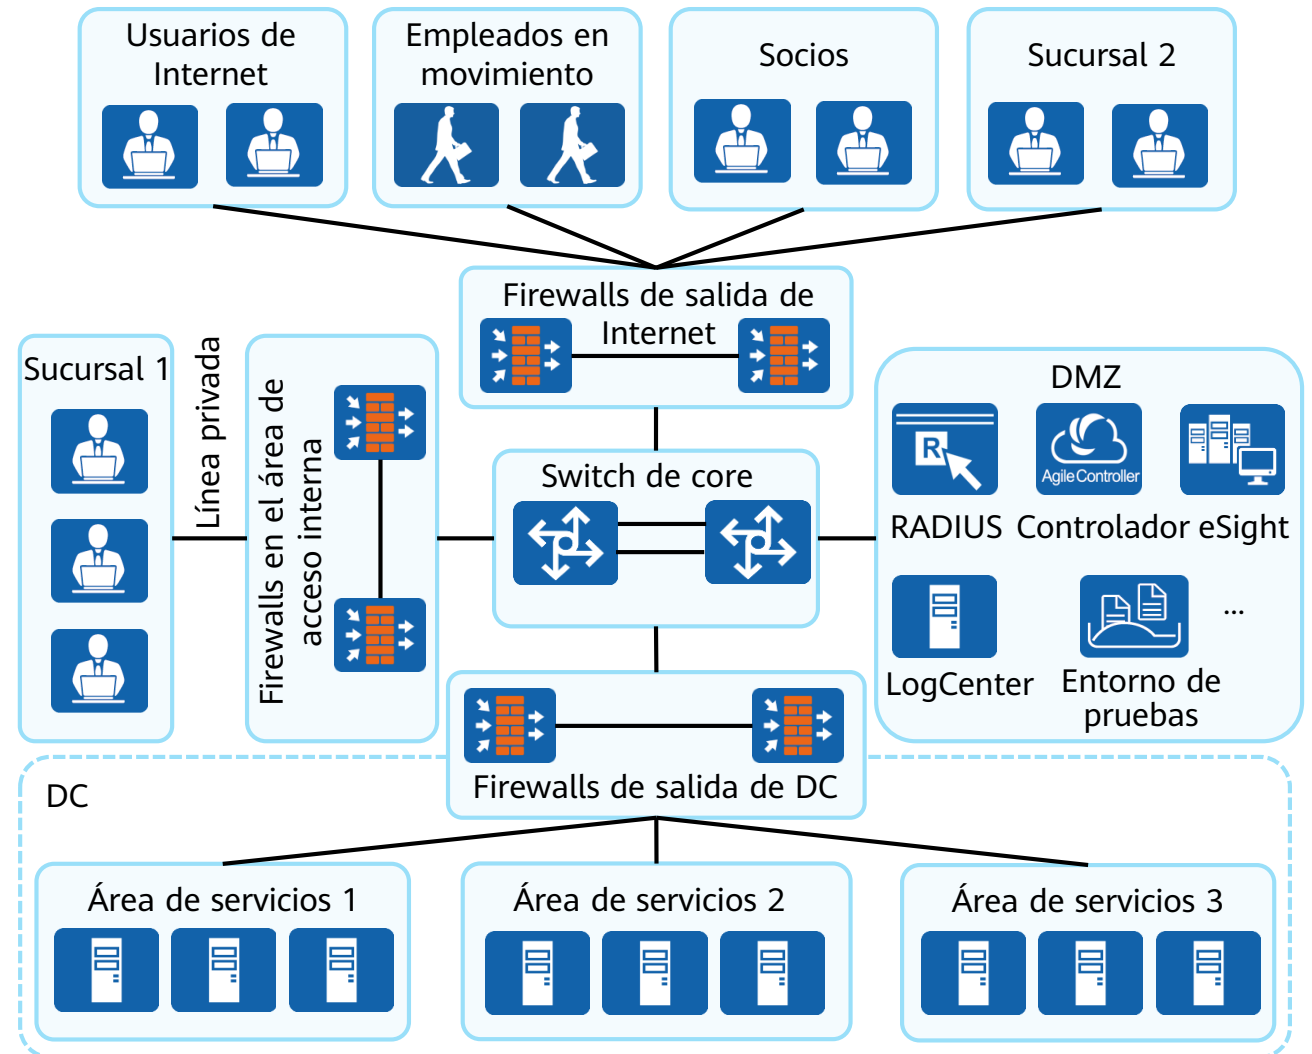 Usuarios de
Internet
Empleados en
movimiento
Socios
Sucursal 2
Firewalls de salida de
Internet
Sucursal 1
Línea privada
Firewalls en el área de
acceso interna
Switch de core
DMZ
R
Agile Controller
RADIUS
Controlador
eSight
LogCenter
Entorno de
pruebas
...
Firewalls de salida de DC
DC
Área de servicios 1
Área de servicios 2
Área de servicios 3